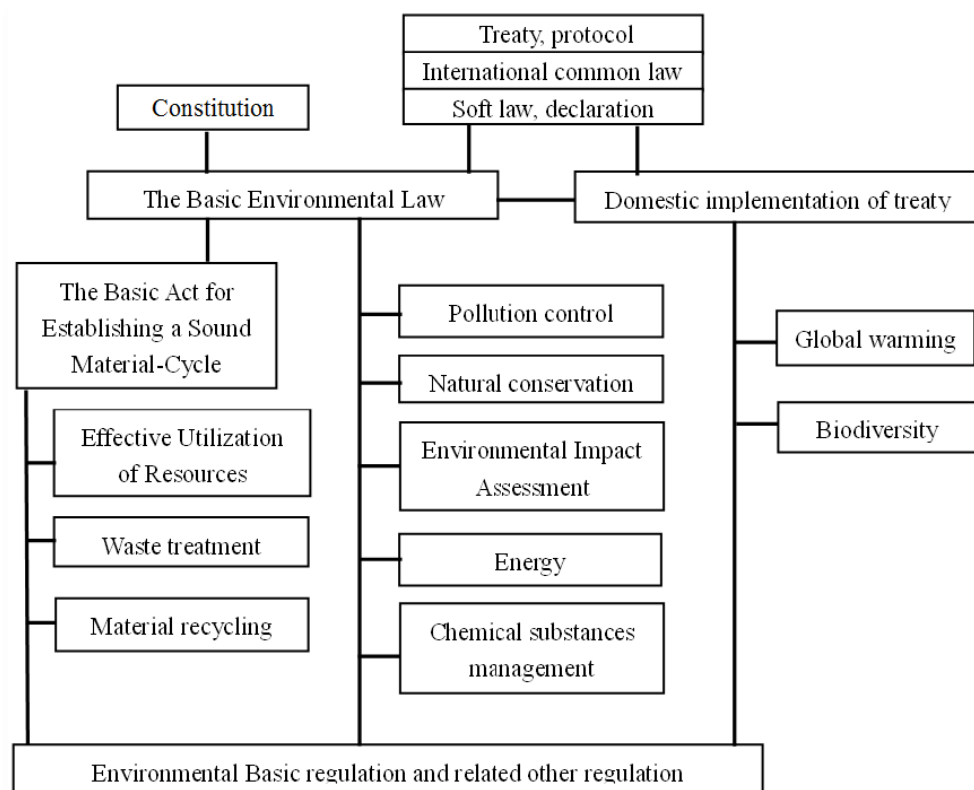 Treaty, protocol
International common law
Soft law, declaration
Constitution
The Basic Environmental Law
Domestic implementation of treaty
The Basic Act for
Establishing a Sound
Material-Cycle
Effective Utilization
of Resources
Waste treatment
Material recycling
Pollution control
Natural conservation
Environmental Impact
Assessment
Energy
Chemical substances
management
Global warming
Biodiversity
Environmental Basic regulation and related other regulation